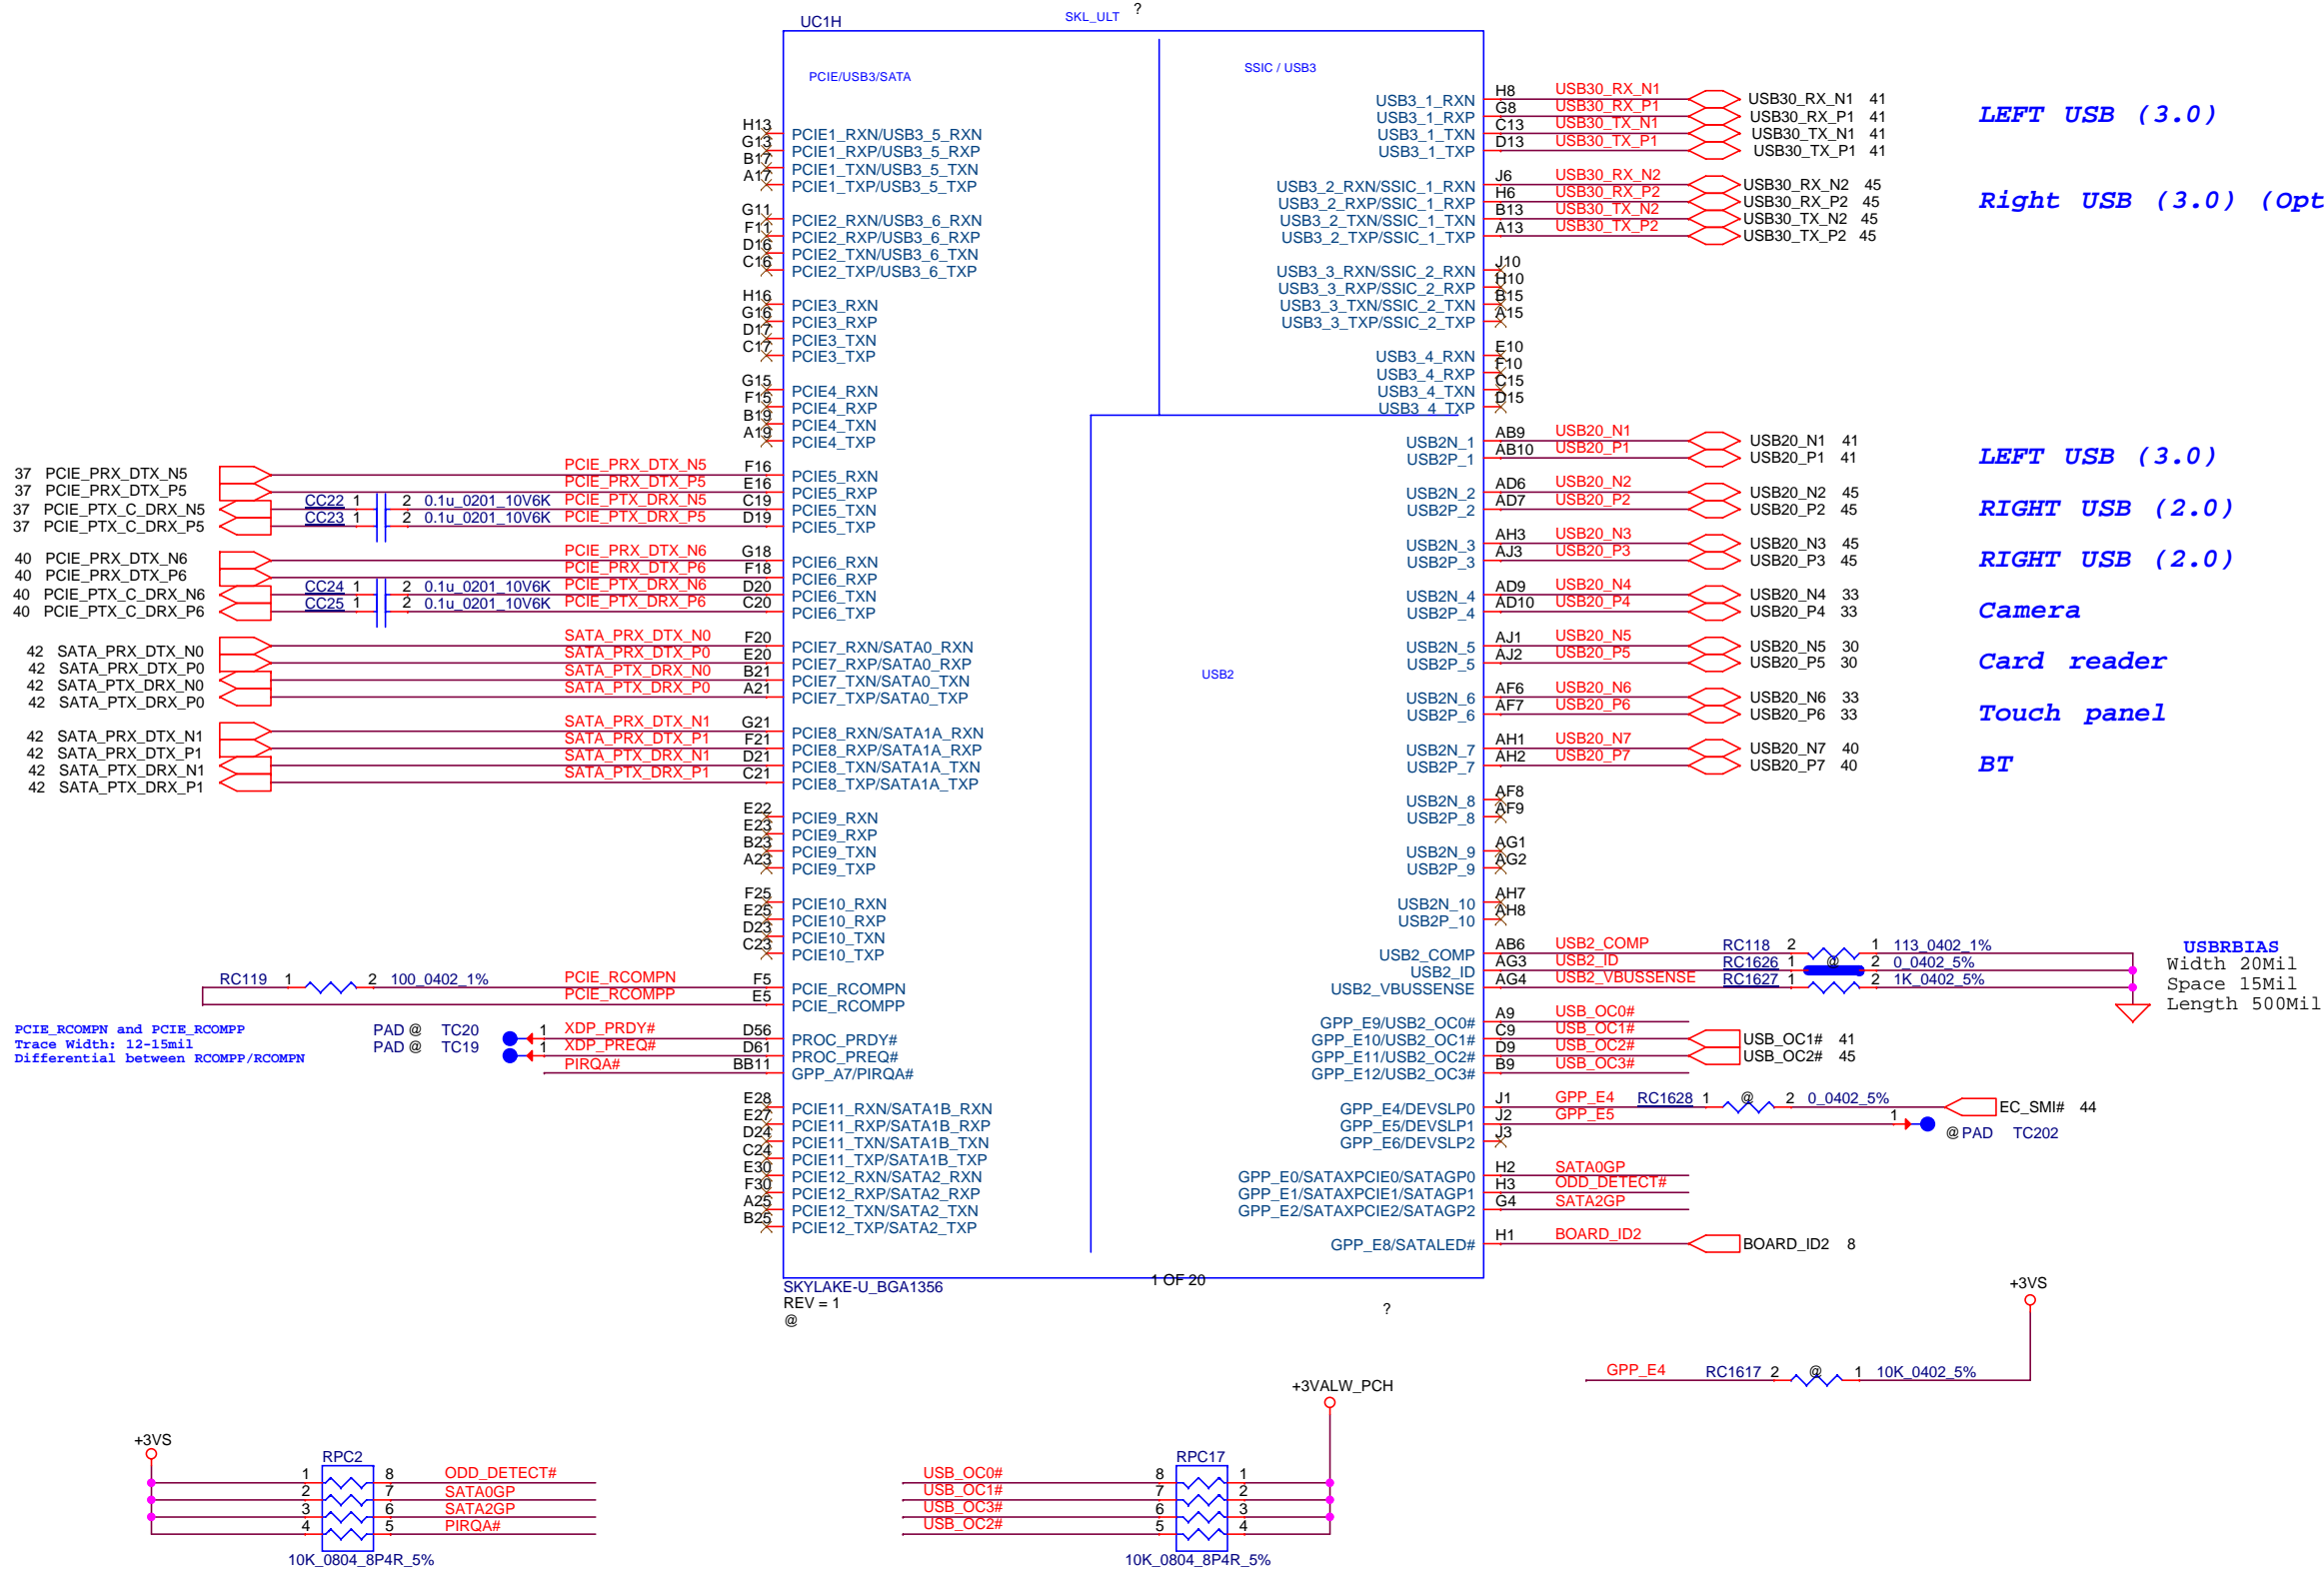 UC1H
SKL_ULT
?
PCIE/USB3/SATA
SSIC / USB3
H13 PCIE1_RXN/USB3_5_RXN
G13 PCIE1_RXP/USB3_5_RXP
B17 PCIE1_TXN/USB3_5_TXN
A17 PCIE1_TXP/USB3_5_TXP
G11 PCIE2_RXN/USB3_6_RXN
F11 PCIE2_RXP/USB3_6_RXP
D16 PCIE2_TXN/USB3_6_TXN
C16 PCIE2_TXP/USB3_6_TXP
H16 PCIE3_RXN
G16 PCIE3_RXP
D17 PCIE3_TXN
C17 PCIE3_TXP
G15 PCIE4_RXN
F15 PCIE4_RXP
B19 PCIE4_TXN
A19 PCIE4_TXP
37 PCIE_PRX_DTX_N5 PCIE_PRX_DTX_N5 F16 PCIE5_RXN
37 PCIE_PRX_DTX_P5 PCIE_PRX_DTX_P5 E16 PCIE5_RXP
37 PCIE_PTX_C_DRX_N5 CC22 1 2 0.1u_0201_10V6K PCIE_PTX_DRX_N5 C19 PCIE5_TXN
37 PCIE_PTX_C_DRX_P5 CC23 1 2 0.1u_0201_10V6K PCIE_PTX_DRX_P5 D19 PCIE5_TXP
40 PCIE_PRX_DTX_N6 PCIE_PRX_DTX_N6 G18 PCIE6_RXN
40 PCIE_PRX_DTX_P6 PCIE_PRX_DTX_P6 F18 PCIE6_RXP
40 PCIE_PTX_C_DRX_N6 CC24 1 2 0.1u_0201_10V6K PCIE_PTX_DRX_N6 D20 PCIE6_TXN
40 PCIE_PTX_C_DRX_P6 CC25 1 2 0.1u_0201_10V6K PCIE_PTX_DRX_P6 C20 PCIE6_TXP
42 SATA_PRX_DTX_N0 SATA_PRX_DTX_N0 F20 PCIE7_RXN/SATA0_RXN
42 SATA_PRX_DTX_P0 SATA_PRX_DTX_P0 E20 PCIE7_RXP/SATA0_RXP
42 SATA_PTX_DRX_N0 SATA_PTX_DRX_N0 B21 PCIE7_TXN/SATA0_TXN
42 SATA_PTX_DRX_P0 SATA_PTX_DRX_P0 A21 PCIE7_TXP/SATA0_TXP
42 SATA_PRX_DTX_N1 SATA_PRX_DTX_N1 G21 PCIE8_RXN/SATA1A_RXN
42 SATA_PRX_DTX_P1 SATA_PRX_DTX_P1 F21 PCIE8_RXP/SATA1A_RXP
42 SATA_PTX_DRX_N1 SATA_PTX_DRX_N1 D21 PCIE8_TXN/SATA1A_TXN
42 SATA_PTX_DRX_P1 SATA_PTX_DRX_P1 C21 PCIE8_TXP/SATA1A_TXP
E22 PCIE9_RXN
E23 PCIE9_RXP
B23 PCIE9_TXN
A23 PCIE9_TXP
F25 PCIE10_RXN
E25 PCIE10_RXP
D23 PCIE10_TXN
C23 PCIE10_TXP
RC119 1 2 100_0402_1% PCIE_RCOMPN F5 PCIE_RCOMPN
PCIE_RCOMPP E5 PCIE_RCOMPP
PCIE_RCOMPN and PCIE_RCOMPP
Trace Width: 12-15mil
Differential between RCOMPP/RCOMPN
PAD @ TC20 1 XDP_PRDY# D56 PROC_PRDY#
PAD @ TC19 1 XDP_PREQ# D61 PROC_PREQ#
PIRQA# BB11 GPP_A7/PIRQA#
E28 PCIE11_RXN/SATA1B_RXN
E27 PCIE11_RXP/SATA1B_RXP
D24 PCIE11_TXN/SATA1B_TXN
C24 PCIE11_TXP/SATA1B_TXP
E30 PCIE12_RXN/SATA2_RXN
F30 PCIE12_RXP/SATA2_RXP
A25 PCIE12_TXN/SATA2_TXN
B25 PCIE12_TXP/SATA2_TXP
USB3_1_RXN H8 USB30_RX_N1 USB30_RX_N1 41
USB3_1_RXP G8 USB30_RX_P1 USB30_RX_P1 41
USB3_1_TXN C13 USB30_TX_N1 USB30_TX_N1 41
USB3_1_TXP D13 USB30_TX_P1 USB30_TX_P1 41
LEFT USB (3.0)
USB3_2_RXN/SSIC_1_RXN J6 USB30_RX_N2 USB30_RX_N2 45
USB3_2_RXP/SSIC_1_RXP H6 USB30_RX_P2 USB30_RX_P2 45
USB3_2_TXN/SSIC_1_TXN B13 USB30_TX_N2 USB30_TX_N2 45
USB3_2_TXP/SSIC_1_TXP A13 USB30_TX_P2 USB30_TX_P2 45
Right USB (3.0) (Opt
USB3_3_RXN/SSIC_2_RXN J10
USB3_3_RXP/SSIC_2_RXP H10
USB3_3_TXN/SSIC_2_TXN B15
USB3_3_TXP/SSIC_2_TXP A15
USB3_4_RXN E10
USB3_4_RXP F10
USB3_4_TXN C15
USB3_4_TXP D15
USB2
USB2N_1 AB9 USB20_N1 USB20_N1 41
USB2P_1 AB10 USB20_P1 USB20_P1 41
LEFT USB (3.0)
USB2N_2 AD6 USB20_N2 USB20_N2 45
USB2P_2 AD7 USB20_P2 USB20_P2 45
RIGHT USB (2.0)
USB2N_3 AH3 USB20_N3 USB20_N3 45
USB2P_3 AJ3 USB20_P3 USB20_P3 45
RIGHT USB (2.0)
USB2N_4 AD9 USB20_N4 USB20_N4 33
USB2P_4 AD10 USB20_P4 USB20_P4 33
Camera
USB2N_5 AJ1 USB20_N5 USB20_N5 30
USB2P_5 AJ2 USB20_P5 USB20_P5 30
Card reader
USB2N_6 AF6 USB20_N6 USB20_N6 33
USB2P_6 AF7 USB20_P6 USB20_P6 33
Touch panel
USB2N_7 AH1 USB20_N7 USB20_N7 40
USB2P_7 AH2 USB20_P7 USB20_P7 40
BT
USB2N_8 AF8
USB2P_8 AF9
USB2N_9 AG1
USB2P_9 AG2
USB2N_10 AH7
USB2P_10 AH8
USB2_COMP AB6 USB2_COMP RC118 2 1 113_0402_1%
USB2_ID AG3 USB2_ID RC1626 1 @ 2 0_0402_5%
USB2_VBUSSENSE AG4 USB2_VBUSSENSE RC1627 1 2 1K_0402_5%
USBRBIAS
Width 20Mil
Space 15Mil
Length 500Mil
GPP_E9/USB2_OC0# A9 USB_OC0#
GPP_E10/USB2_OC1# C9 USB_OC1# USB_OC1# 41
GPP_E11/USB2_OC2# D9 USB_OC2# USB_OC2# 45
GPP_E12/USB2_OC3# B9 USB_OC3#
GPP_E4/DEVSLP0 J1 GPP_E4 RC1628 1 @ 2 0_0402_5% EC_SMI# 44
GPP_E5/DEVSLP1 J2 GPP_E5 1 @ PAD TC202
GPP_E6/DEVSLP2 J3
GPP_E0/SATAXPCIE0/SATAGP0 H2 SATA0GP
GPP_E1/SATAXPCIE1/SATAGP1 H3 ODD_DETECT#
GPP_E2/SATAXPCIE2/SATAGP2 G4 SATA2GP
GPP_E8/SATALED# H1 BOARD_ID2 BOARD_ID2 8
SKYLAKE-U_BGA1356
REV = 1
@
1 OF 20
?
+3VS
GPP_E4 RC1617 2 @ 1 10K_0402_5%
+3VS
RPC2
1 8 ODD_DETECT#
2 7 SATA0GP
3 6 SATA2GP
4 5 PIRQA#
10K_0804_8P4R_5%
+3VALW_PCH
RPC17
USB_OC0# 8 1
USB_OC1# 7 2
USB_OC3# 6 3
USB_OC2# 5 4
10K_0804_8P4R_5%